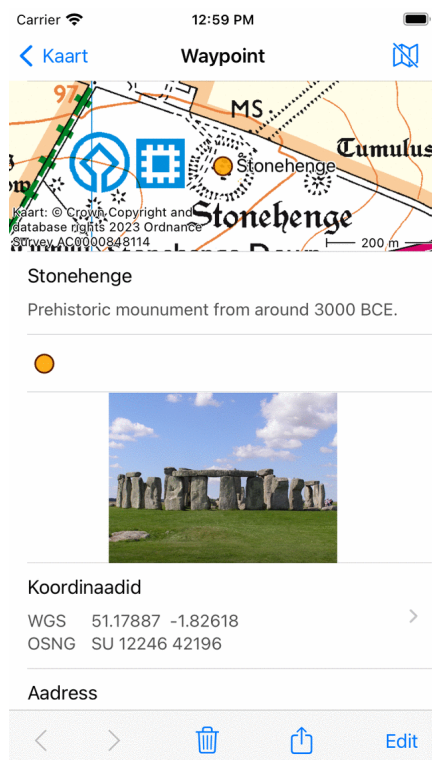 Carrier 12:59 PM
Kaart Waypoint
97
MS.
Tumulus
Stonehenge
Stonehenge
Kaart: © Crown Copyright and
database rights 2023 Ordnance
Survey AC0000848114
200 m
Stonehenge Down
Stonehenge
Prehistoric mounument from around 3000 BCE.
Koordinaadid
WGS 51.17887 -1.82618
OSNG SU 12246 42196
Aadress
Edit